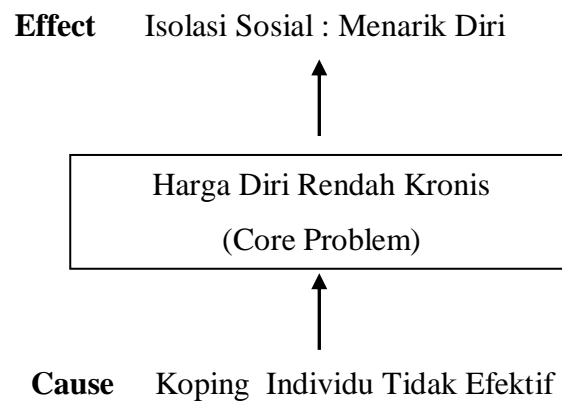 Effect Isolasi Sosial : Menarik Diri
Harga Diri Rendah Kronis
(Core Problem)
Cause Koping Individu Tidak Efektif